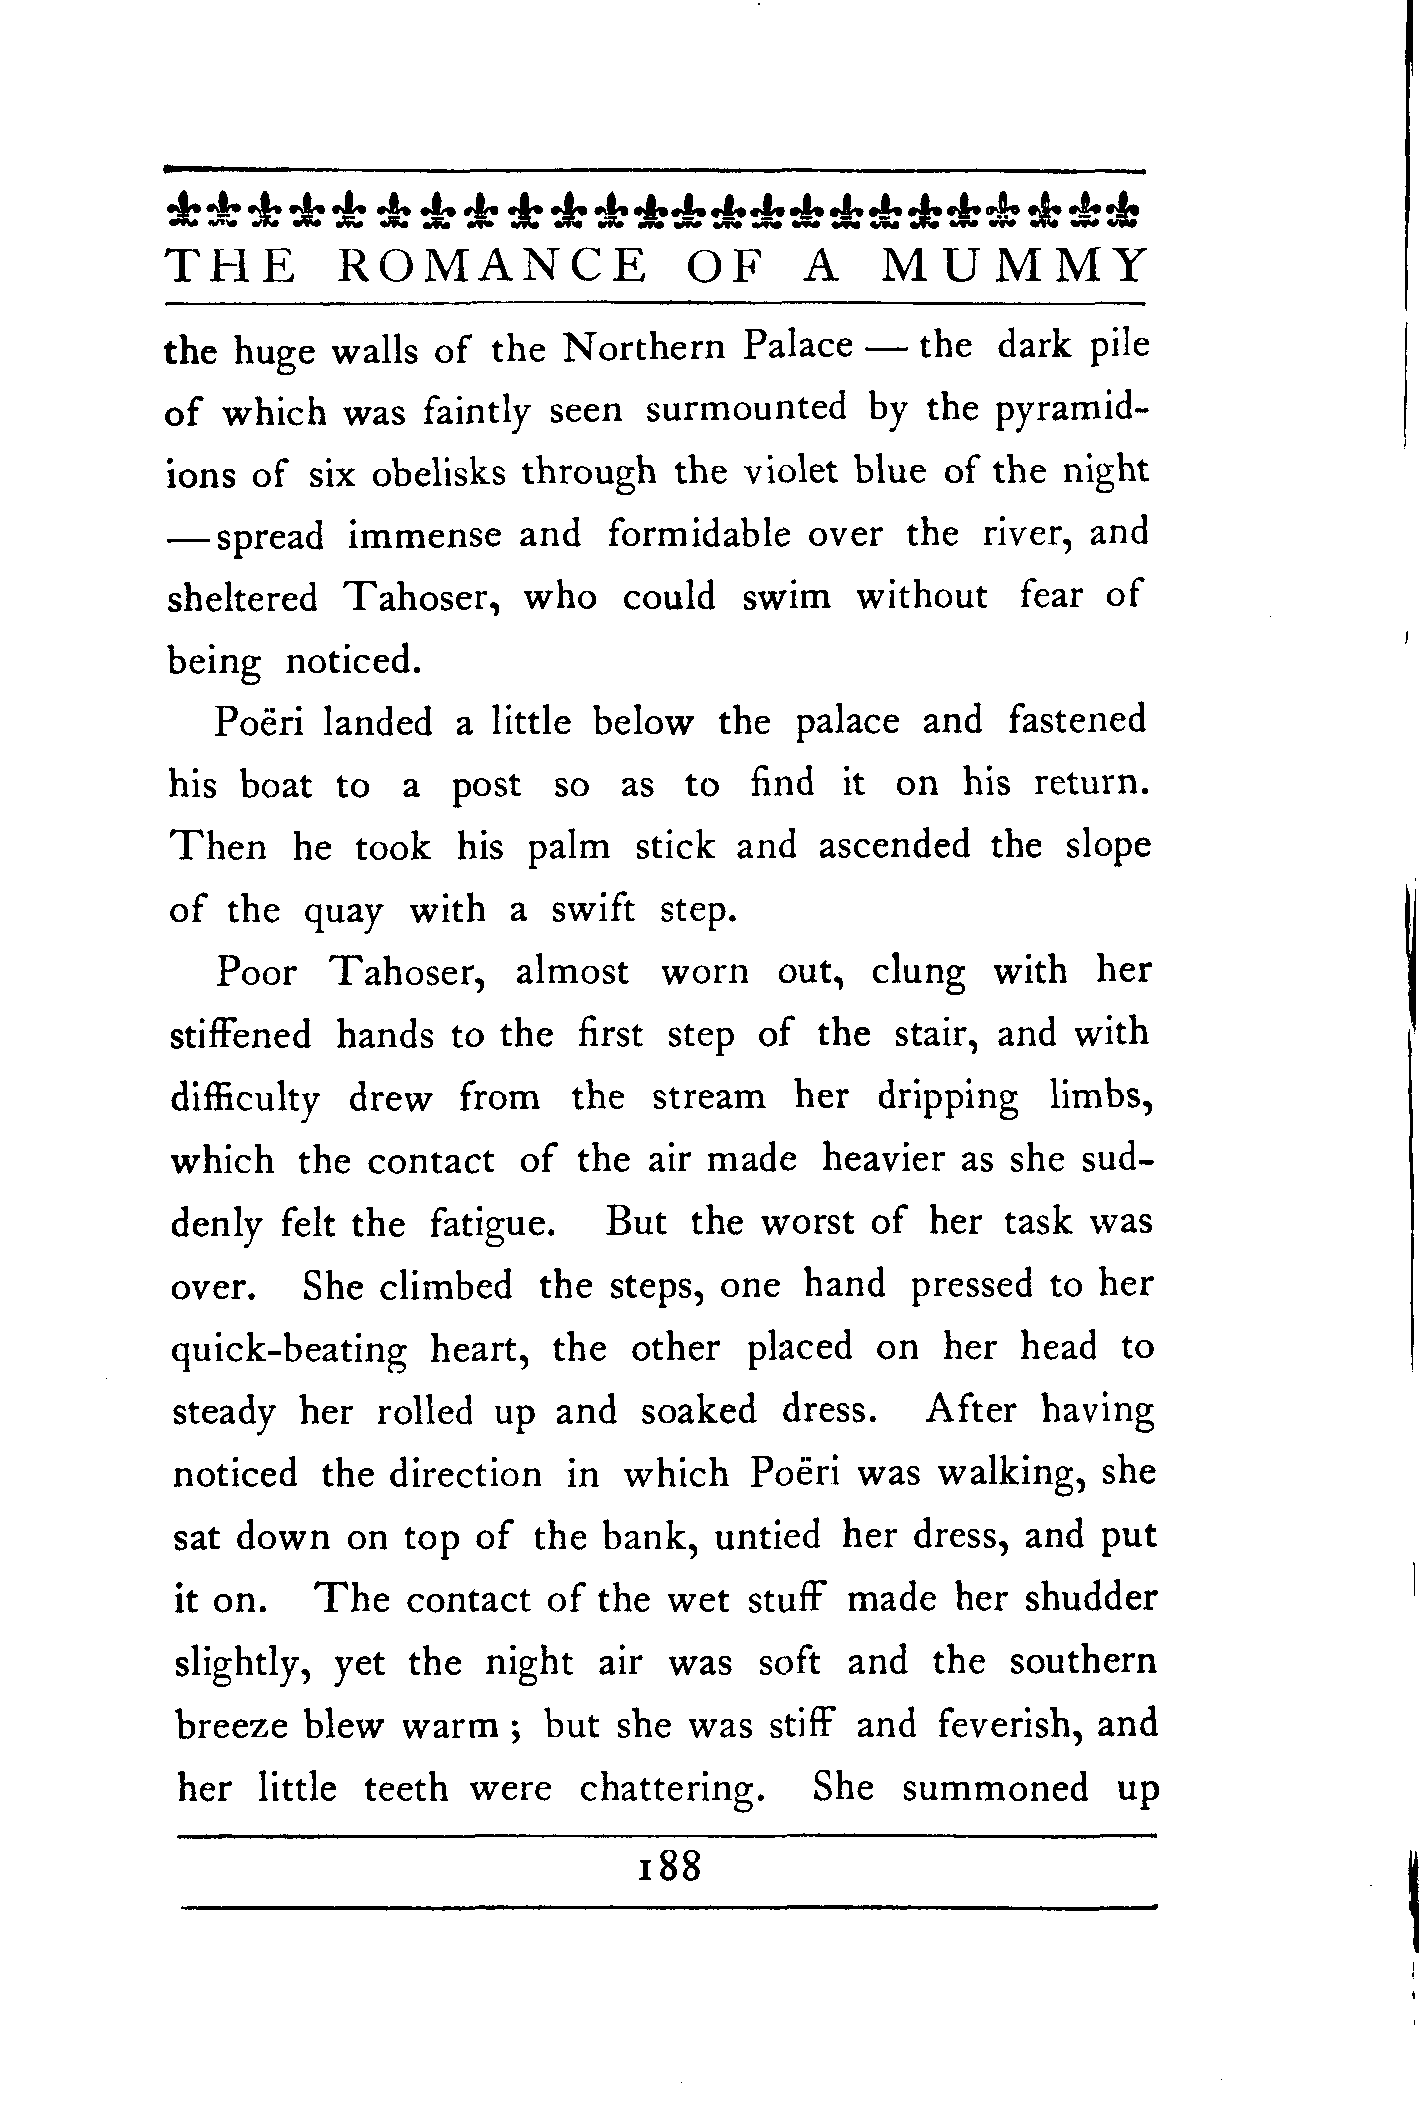 THE ROMANCE OF A MUMMY
the huge walls of the Northern Palace — the dark pile
of which was faintly seen surmounted by the pyramid-
ions of six obelisks through the violet blue of the night
— spread immense and formidable over the river, and
sheltered Tahoser, who could swim without fear of
being noticed.
Poëri landed a little below the palace and fastened
his boat to a post so as to find it on his return.
Then he took his palm stick and ascended the slope
of the quay with a swift step.
Poor Tahoser, almost worn out, clung with her
stiffened hands to the first step of the stair, and with
difficulty drew from the stream her dripping limbs,
which the contact of the air made heavier as she sud-
denly felt the fatigue. But the worst of her task was
over. She climbed the steps, one hand pressed to her
quick-beating heart, the other placed on her head to
steady her rolled up and soaked dress. After having
noticed the direction in which Poëri was walking, she
sat down on top of the bank, untied her dress, and put
it on. The contact of the wet stuff made her shudder
slightly, yet the night air was soft and the southern
breeze blew warm ; but she was stiff and feverish, and
her little teeth were chattering. She summoned up
188